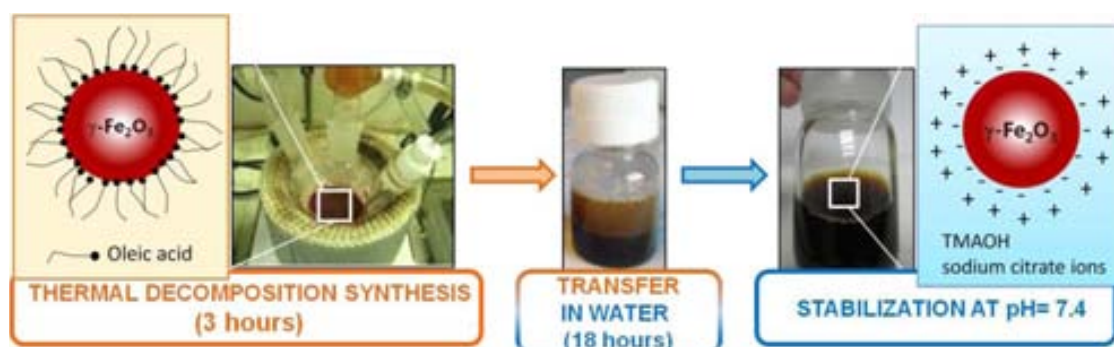 γ-Fe₂O₃
Oleic acid
THERMAL DECOMPOSITION SYNTHESIS
(3 hours)
TRANSFER
IN WATER
(18 hours)
γ-Fe₂O₃
TMAOH
sodium citrate ions
STABILIZATION AT pH= 7.4